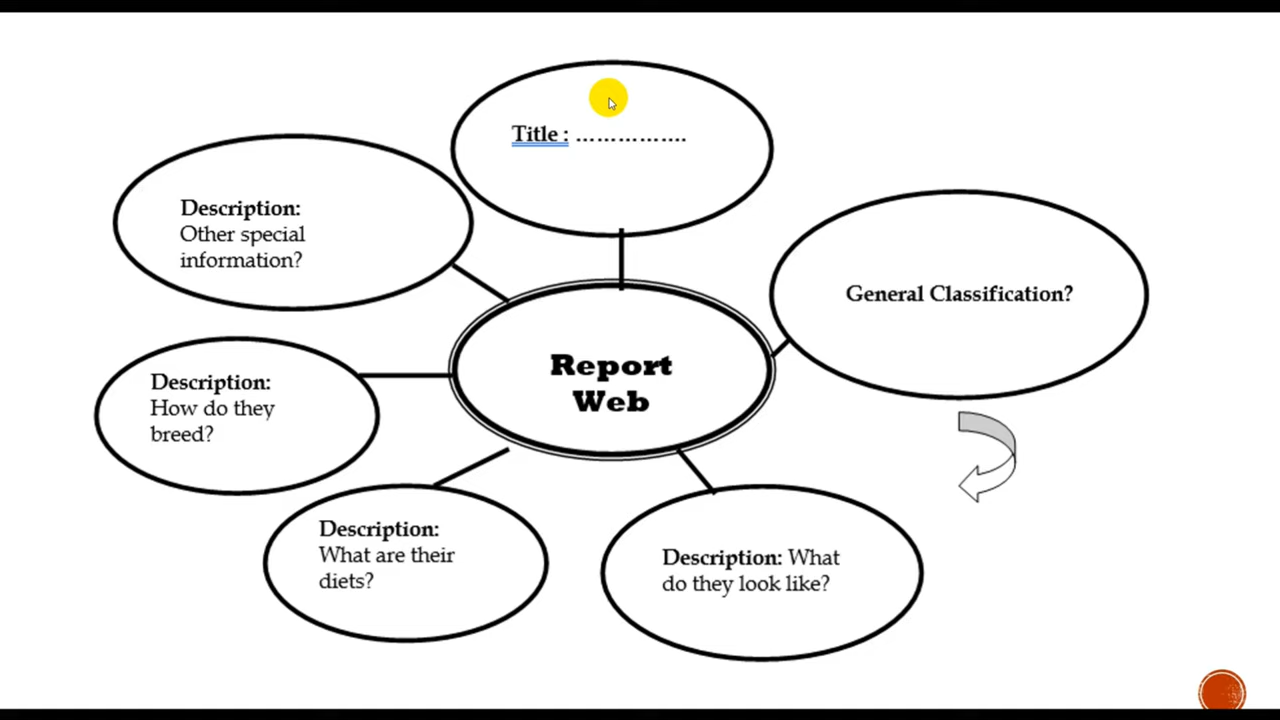 Title : …………….
General Classification?
Description: What
do they look like?
Description:
What are their
diets?
Description:
How do they
breed?
Description:
Other special
information?
Report
Web